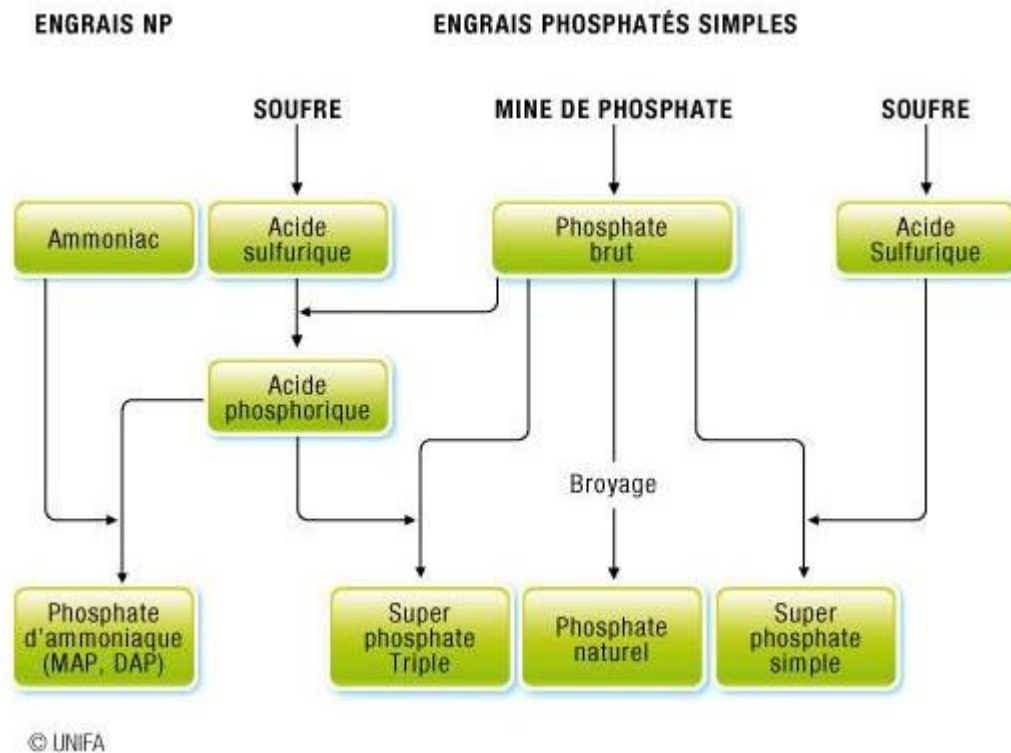 ENGRAIS NP
ENGRAIS PHOSPHATÉS SIMPLES
SOUFRE
MINE DE PHOSPHATE
SOUFRE
Ammoniac
Acide
sulfurique
Phosphate
brut
Acide
Sulfurique
Acide
phosphorique
Broyage
Phosphate
d'ammoniaque
(MAP, DAP)
Super
phosphate
Triple
Phosphate
naturel
Super
phosphate
simple
© UNIFA